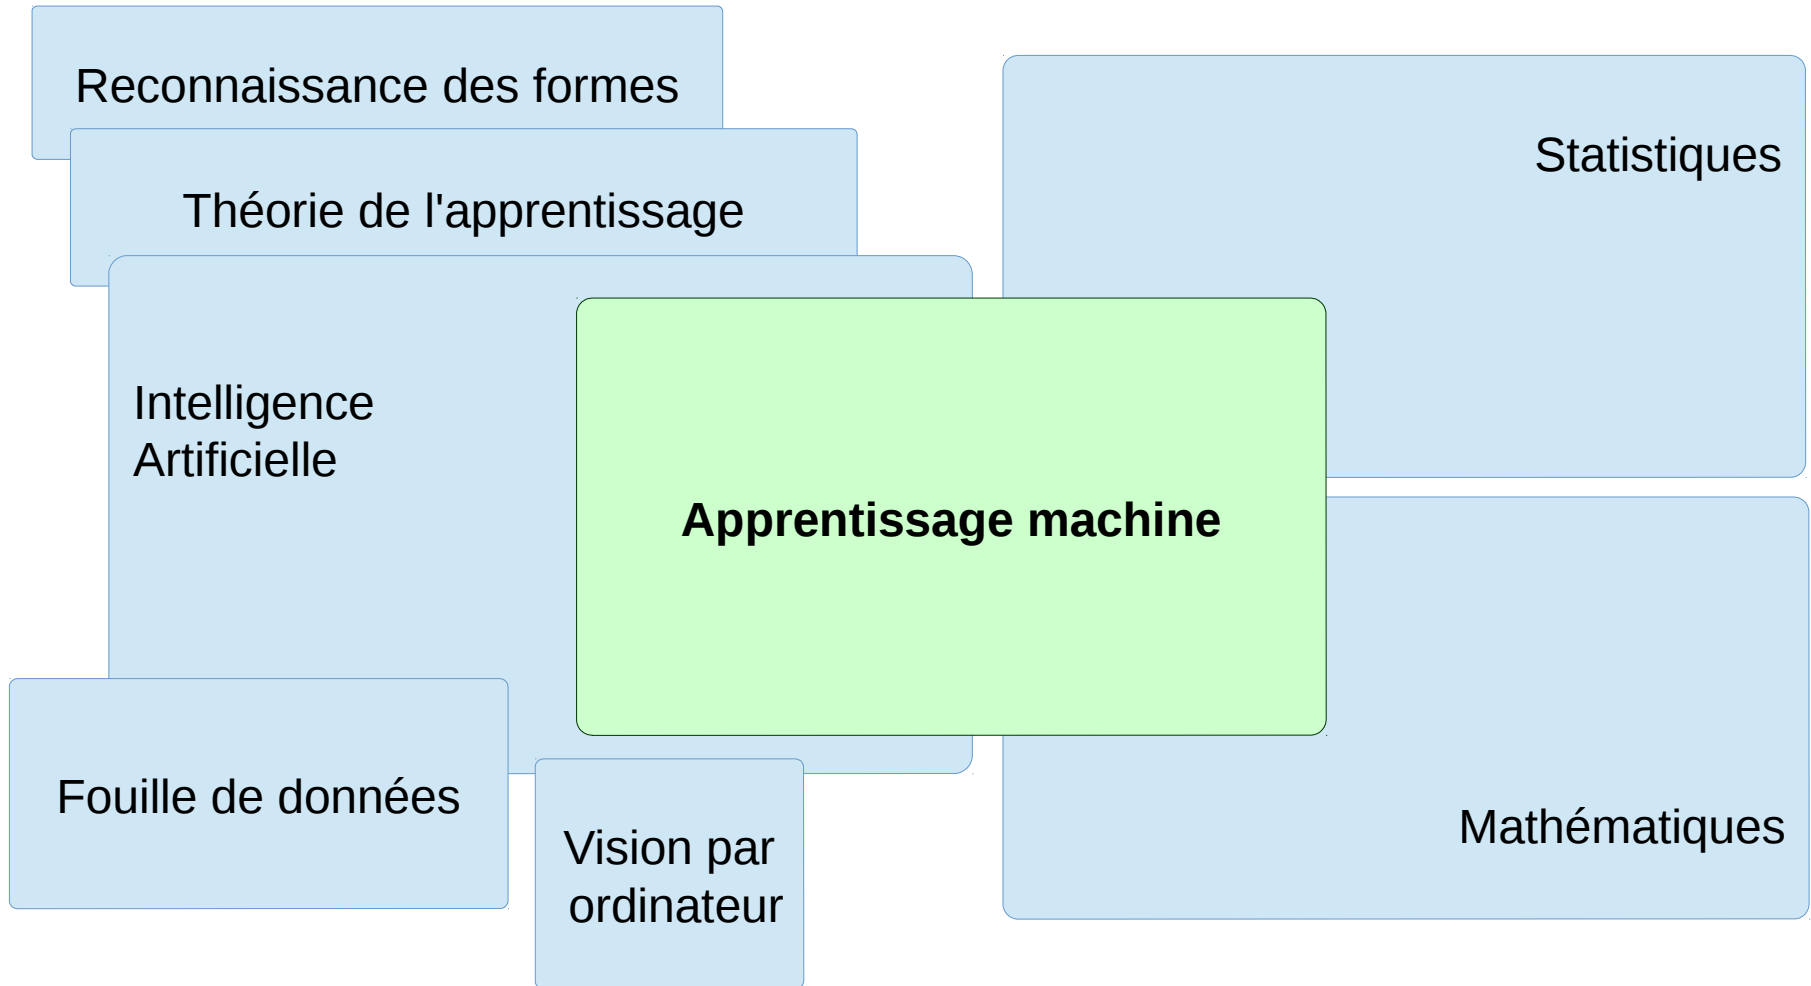 Reconnaissance des formes
Théorie de l'apprentissage
Statistiques
Intelligence
Artificielle
Apprentissage machine
Fouille de données
Vision par
ordinateur
Mathématiques